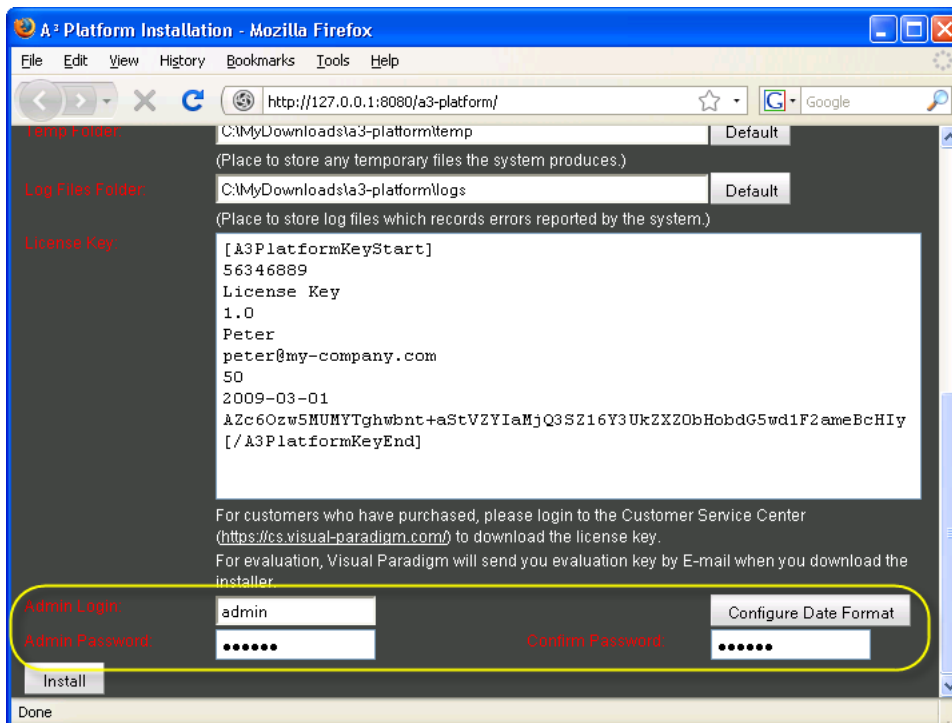 A³ Platform Installation - Mozilla Firefox
File Edit View History Bookmarks Tools Help
http://127.0.0.1:8080/a3-platform/ Google
Temp Folder: C:\MyDownloads\a3-platform\temp Default
(Place to store any temporary files the system produces.)
Log Files Folder: C:\MyDownloads\a3-platform\logs Default
(Place to store log files which records errors reported by the system.)
License Key:
[A3PlatformKeyStart]
56346889
License Key
1.0
Peter
peter@my-company.com
50
2009-03-01
AZc6Ozw5MUMYTghwbnt+aStVZYIaMjQ3SZ16Y3UkZXZObHobdG5wd1F2ameBcHIy
[/A3PlatformKeyEnd]
For customers who have purchased, please login to the Customer Service Center
(https://cs.visual-paradigm.com/) to download the license key.
For evaluation, Visual Paradigm will send you evaluation key by E-mail when you download the
installer.
Admin Login: admin Configure Date Format
Admin Password: •••••• Confirm Password: ••••••
Install
Done